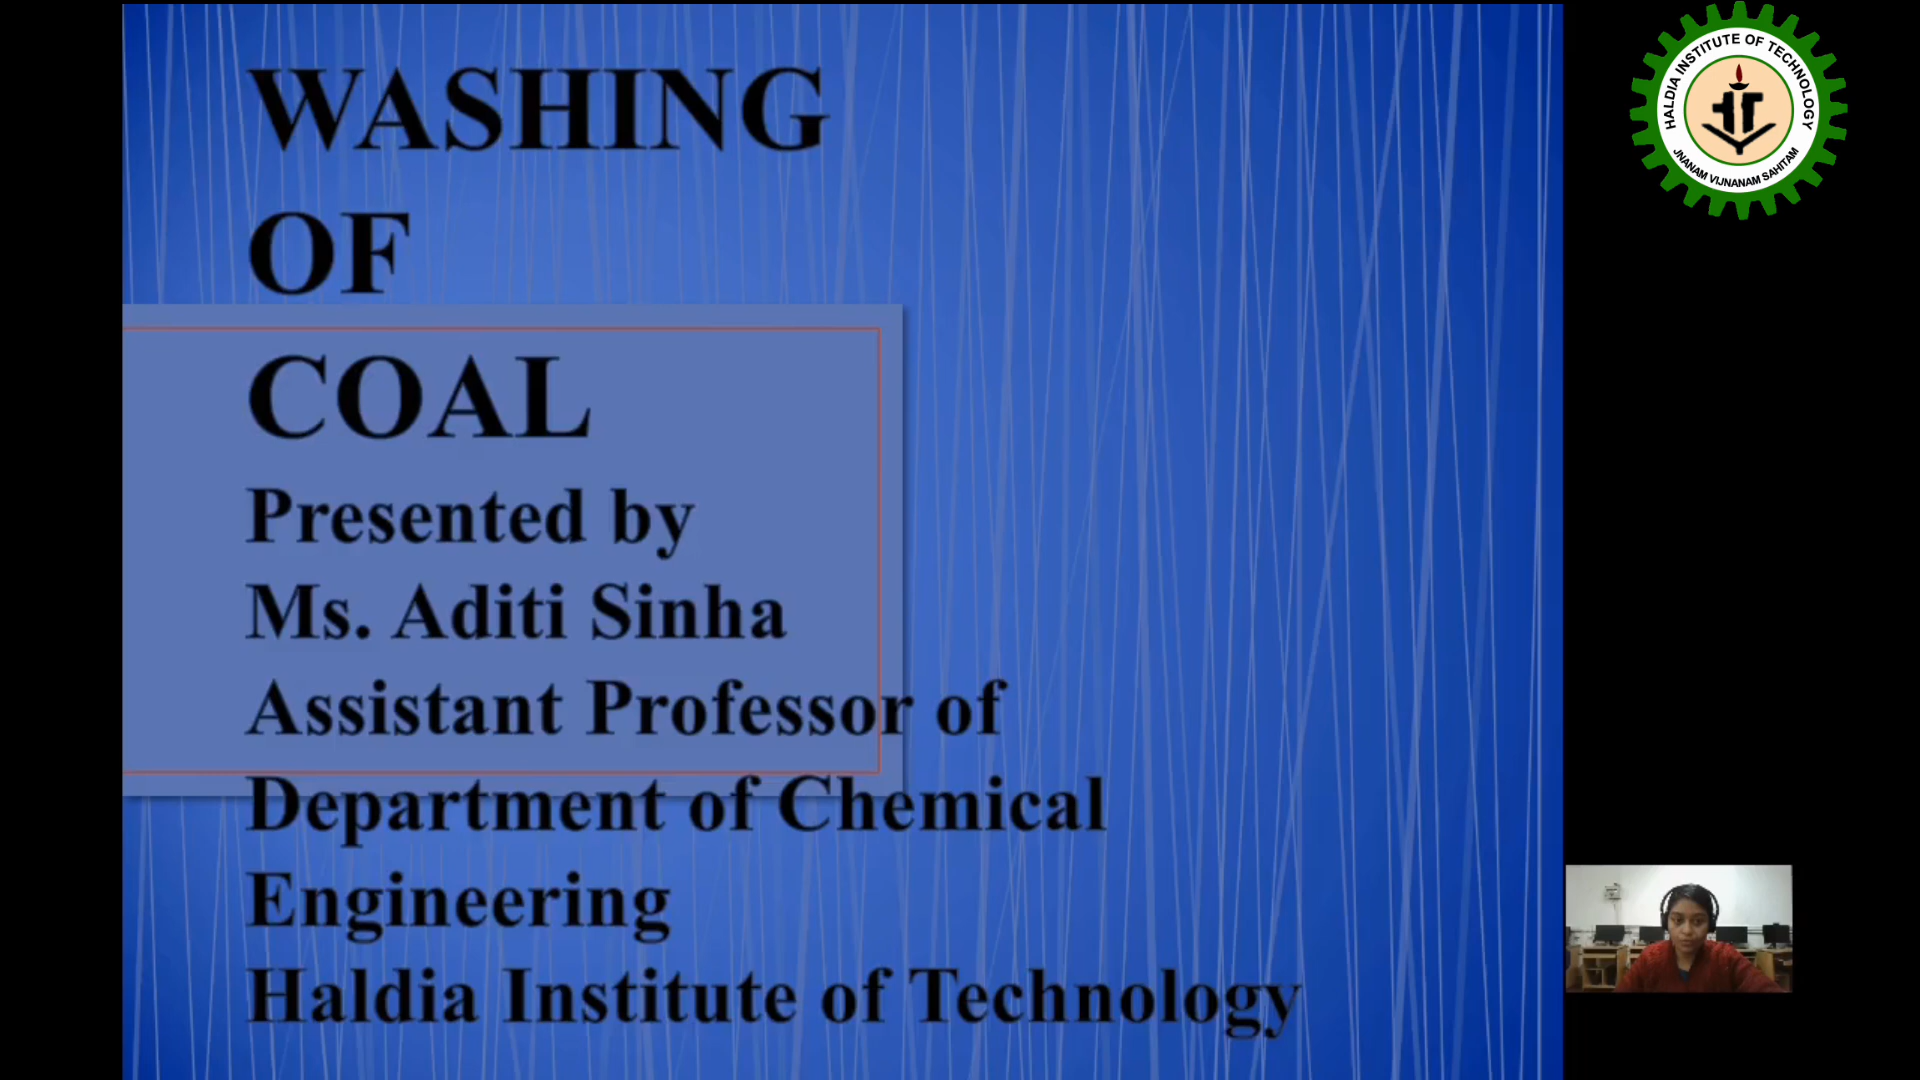 WASHING
OF
COAL
Presented by
Ms. Aditi Sinha
Assistant Professor of
Department of Chemical
Engineering
Haldia Institute of Technology
HALDIA INSTITUTE OF TECHNOLOGY
JNANAM VIJNANAM SAHITAM